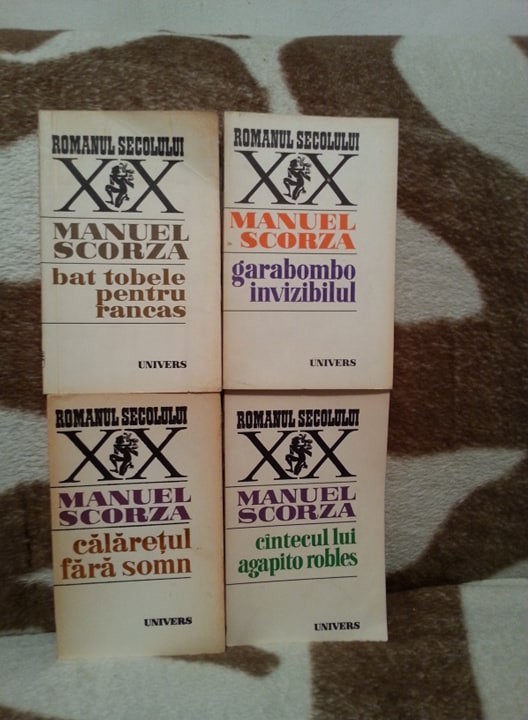 ROMANUL SECOLULUI
XX
MANUEL
SCORZA
bat tobele
pentru
rancas
UNIVERS
ROMANUL SECOLULUI
XX
MANUEL
SCORZA
garabombo
invizibilul
UNIVERS
ROMANUL SECOLULUI
XX
MANUEL
SCORZA
călărețul
fără somn
UNIVERS
ROMANUL SECOLULUI
XX
MANUEL
SCORZA
cîntecul lui
agapito robles
UNIVERS